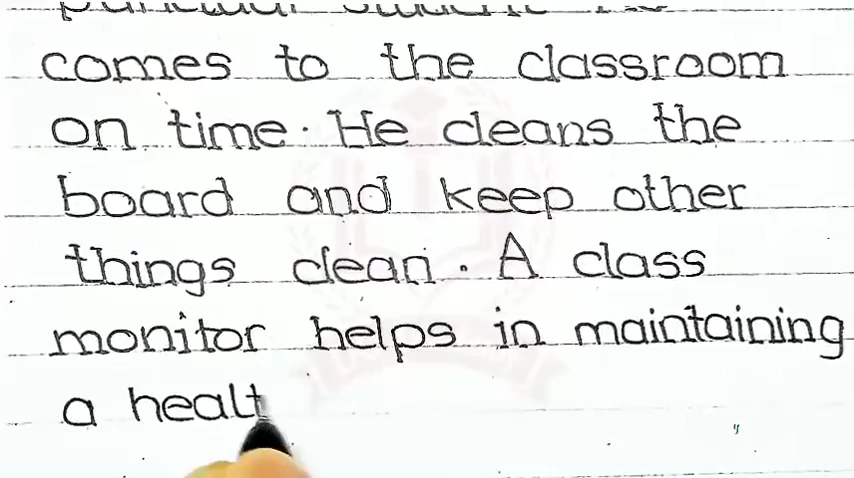 comes to the classroom
on time. He cleans the
board and keep other
things clean. A class
monitor helps in maintaining
a healt